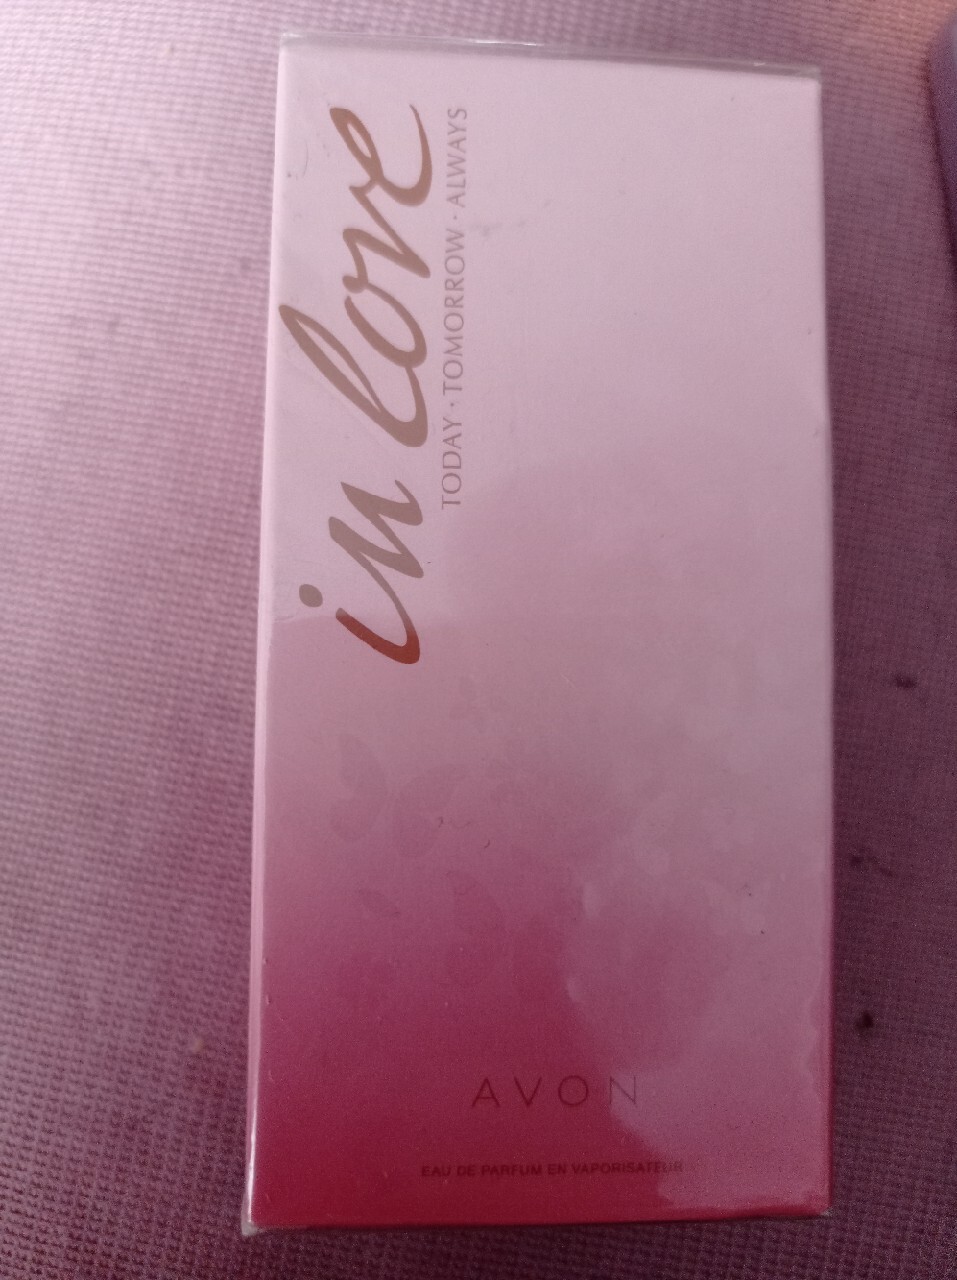 in love
TODAY · TOMORROW · ALWAYS
AVON
EAU DE PARFUM EN VAPORISATEUR